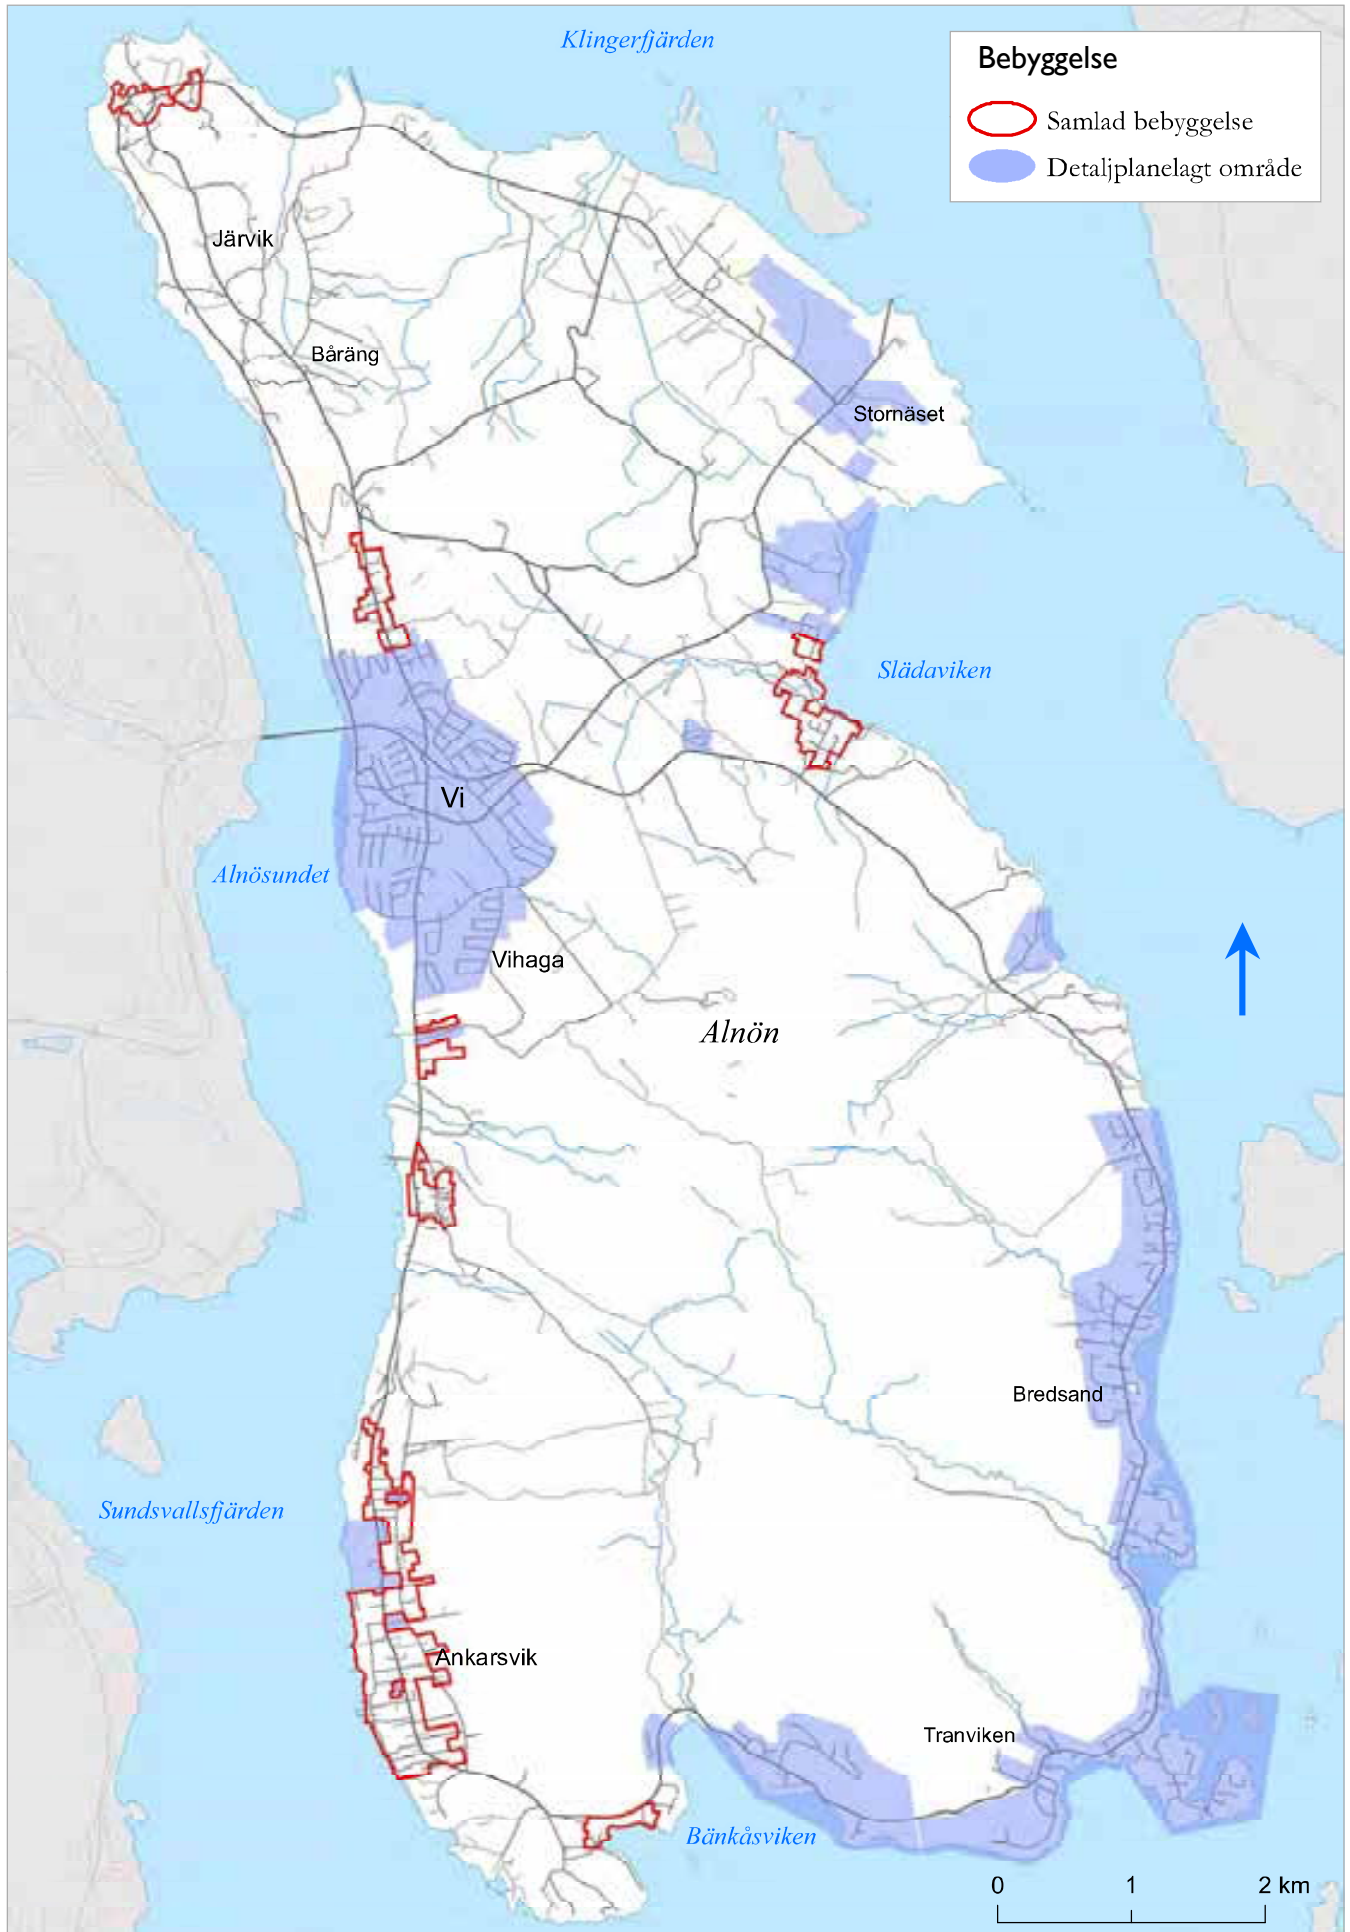 Klingerfjärden
Bebyggelse
Samlad bebyggelse
Detaljplanelagt område
Järvik
Båräng
Stornäset
Slädaviken
Vi
Alnösundet
Vihaga
Alnön
Bredsand
Sundsvallsfjärden
Ankarsvik
Tranviken
Bänkåsviken
0 1 2 km